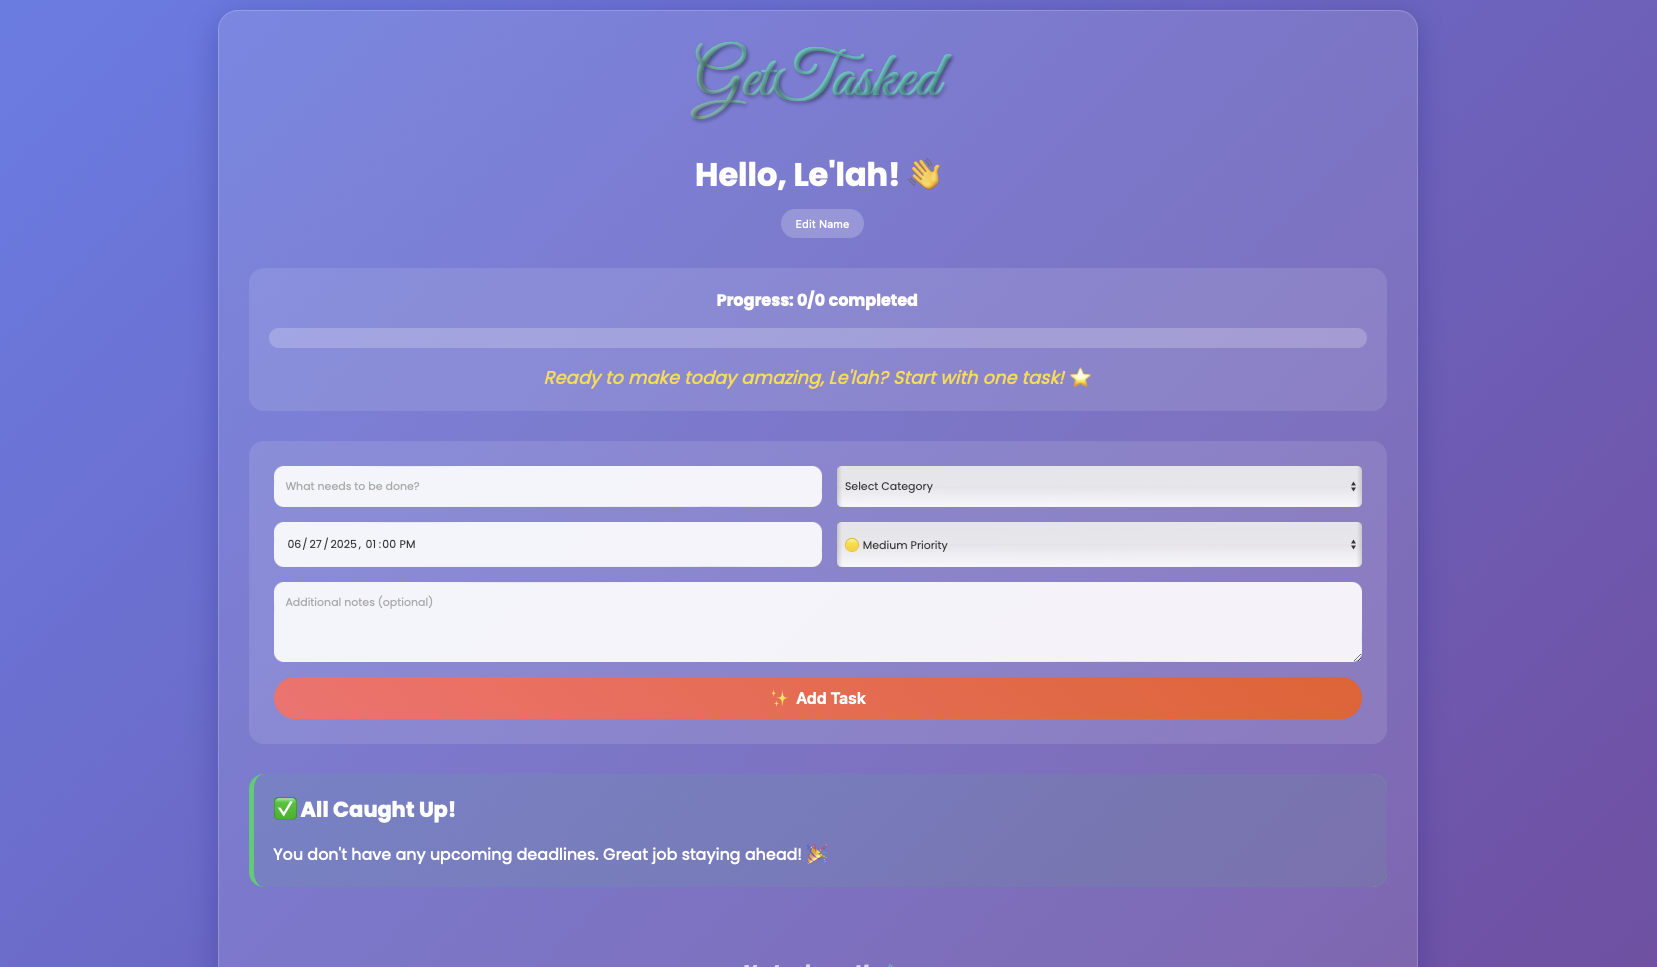 GetTasked
Hello, Le'lah! 👋
Edit Name
Progress: 0/0 completed
Ready to make today amazing, Le'lah? Start with one task! ⭐
What needs to be done?
Select Category
06/27/2025, 01:00 PM
🟡 Medium Priority
Additional notes (optional)
✨ Add Task
✅ All Caught Up!
You don't have any upcoming deadlines. Great job staying ahead! 🎉